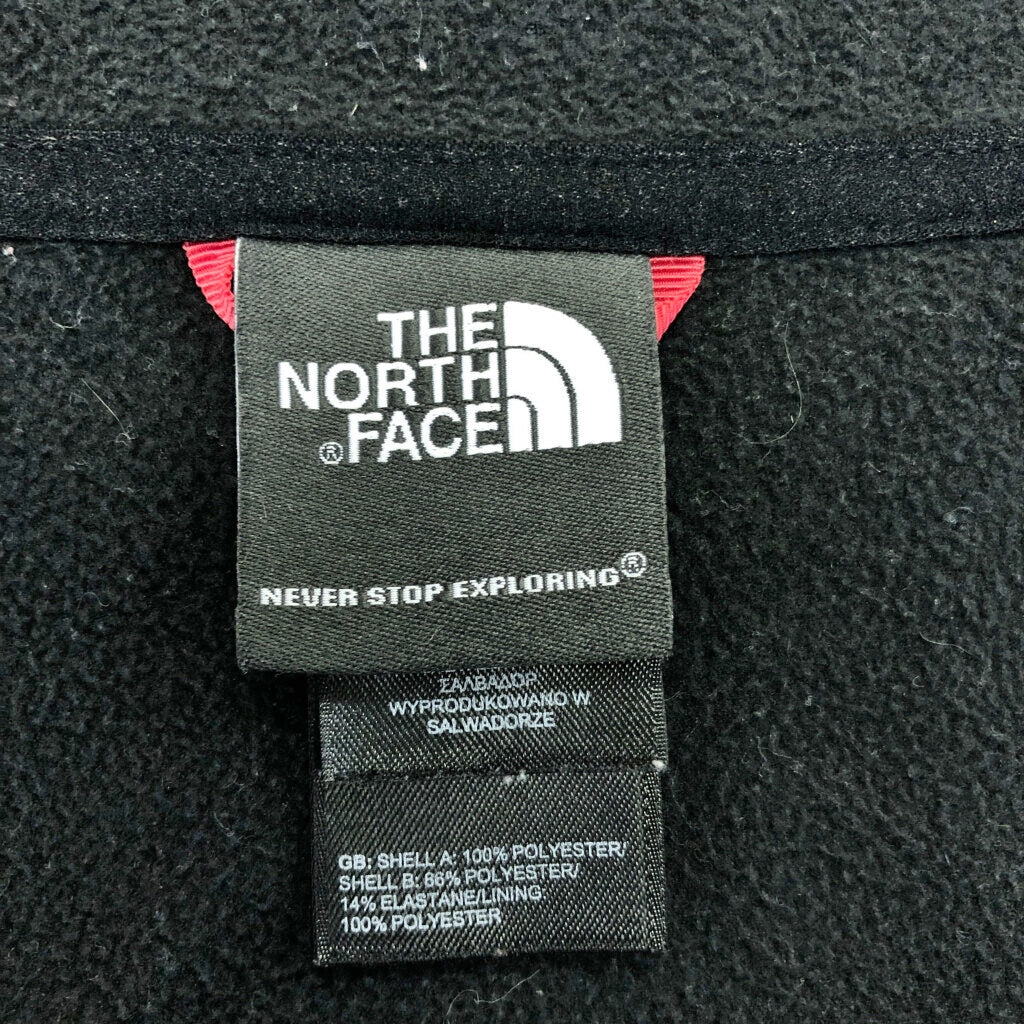 THE
NORTH
®FACE
NEVER STOP EXPLORING®
ΣΑΛΒΑΔΟΡ
WYPRODUKOWANO W
SALWADORZE
GB: SHELL A: 100% POLYESTER/
SHELL B: 86% POLYESTER/
14% ELASTANE/LINING
100% POLYESTER